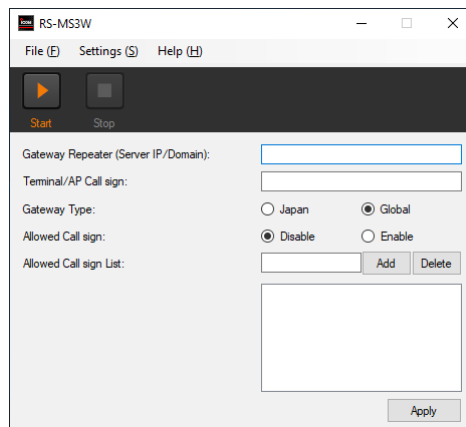 ICOM RS-MS3W
File (F) Settings (S) Help (H)
Start Stop
Gateway Repeater (Server IP/Domain):
Terminal/AP Call sign:
Gateway Type: Japan Global
Allowed Call sign: Disable Enable
Allowed Call sign List: Add Delete
Apply